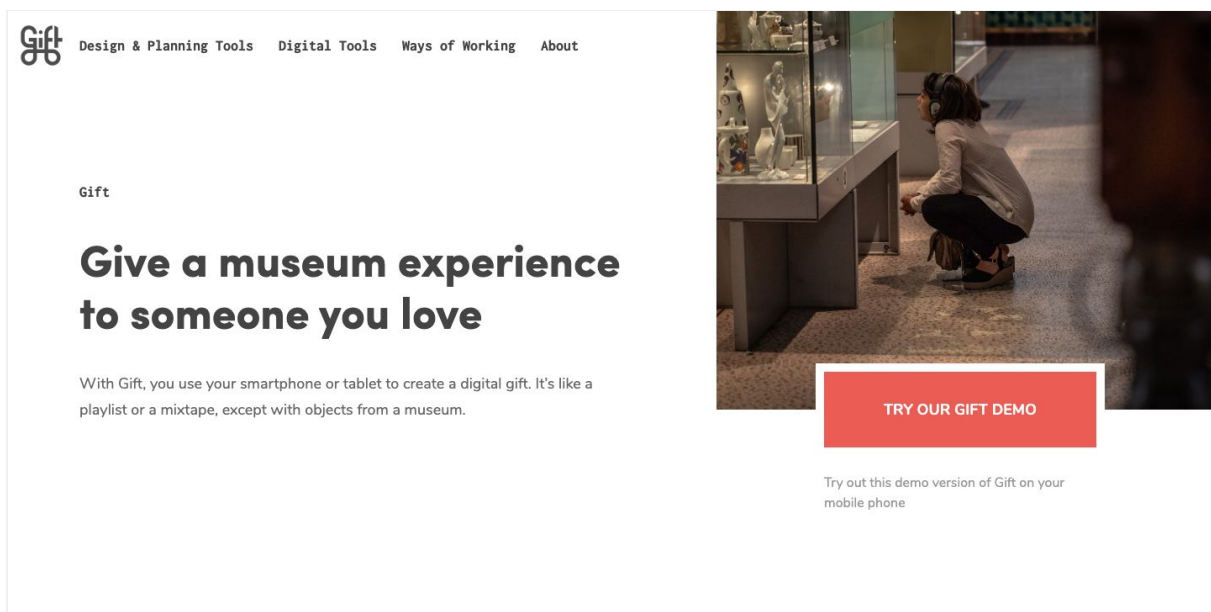 Gift
Design & Planning Tools
Digital Tools
Ways of Working
About
Gift
Give a museum experience
to someone you love
With Gift, you use your smartphone or tablet to create a digital gift. It's like a
playlist or a mixtape, except with objects from a museum.
TRY OUR GIFT DEMO
Try out this demo version of Gift on your
mobile phone